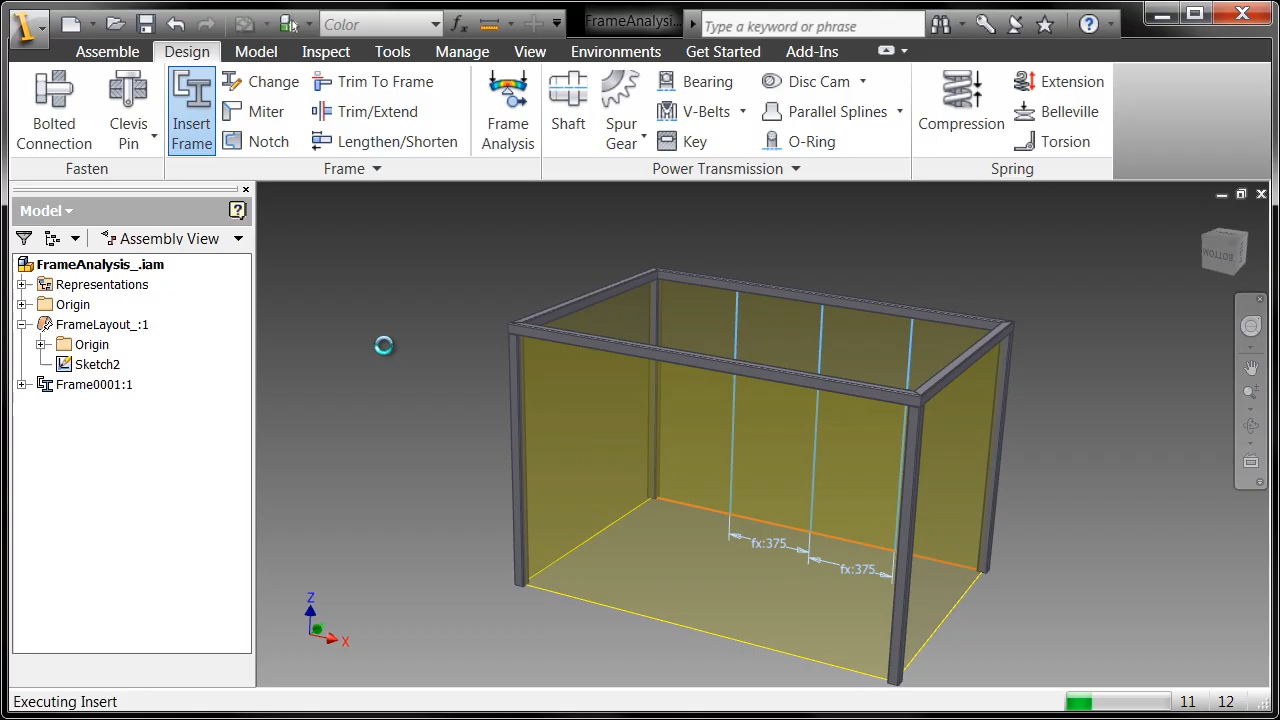 Color
FrameAnalysi...
Type a keyword or phrase
Assemble Design Model Inspect Tools Manage View Environments Get Started Add-Ins
Bolted Connection
Clevis Pin
Insert Frame
Change
Miter
Notch
Trim To Frame
Trim/Extend
Lengthen/Shorten
Frame Analysis
Shaft
Spur Gear
Bearing
V-Belts
Key
Disc Cam
Parallel Splines
O-Ring
Compression
Extension
Belleville
Torsion
Fasten
Frame
Power Transmission
Spring
Model
Assembly View
FrameAnalysis_.iam
Representations
Origin
FrameLayout_:1
Origin
Sketch2
Frame0001:1
BOTTOM
fx:375
fx:375
Z
X
Executing Insert
11 12